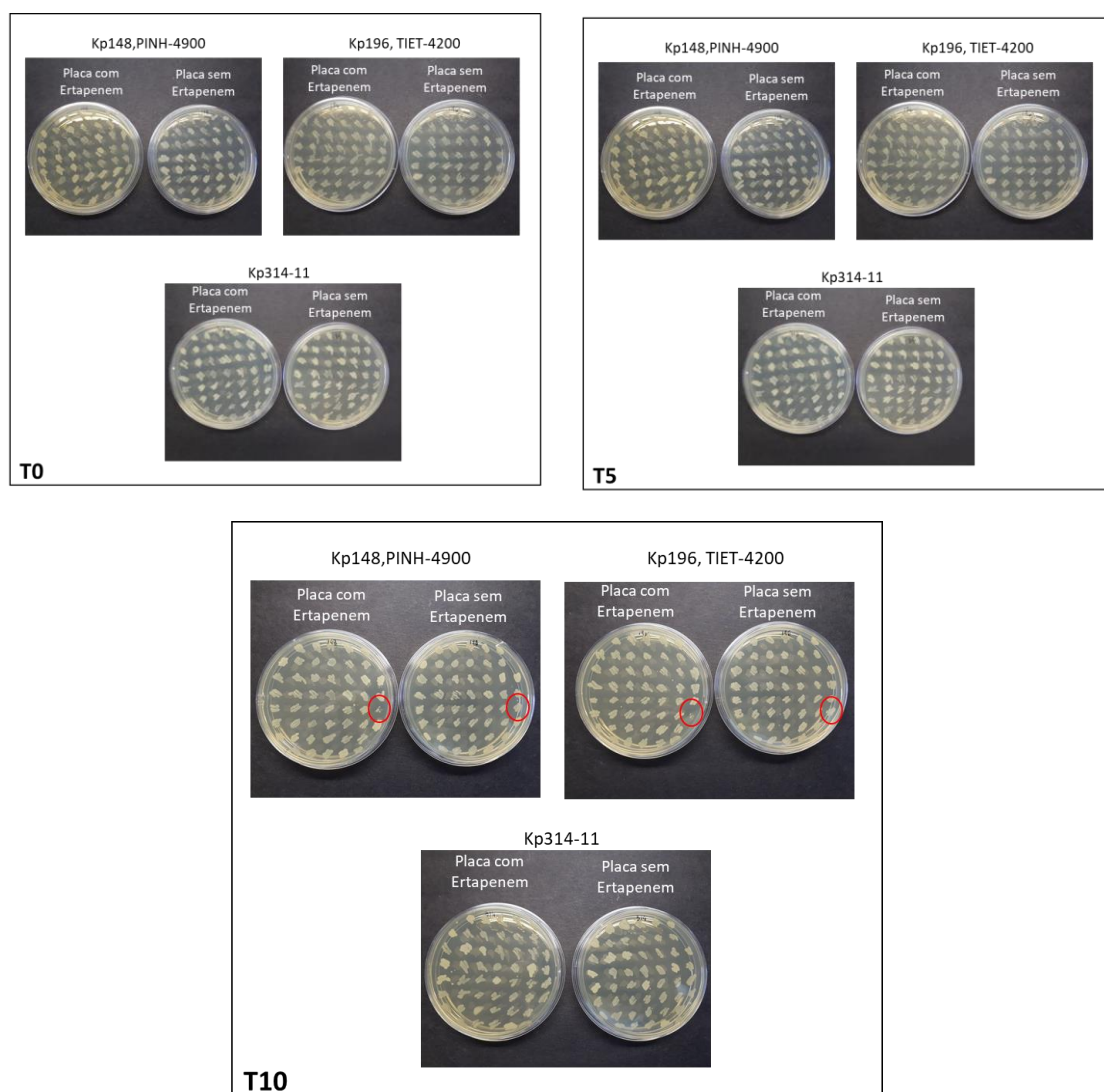 Kp148,PINH-4900
Kp196, TIET-4200
Placa com
Ertapenem
Placa sem
Ertapenem
Placa com
Ertapenem
Placa sem
Ertapenem
Kp314-11
Placa com
Ertapenem
Placa sem
Ertapenem
T0
Kp148,PINH-4900
Kp196, TIET-4200
Placa com
Ertapenem
Placa sem
Ertapenem
Placa com
Ertapenem
Placa sem
Ertapenem
Kp314-11
Placa com
Ertapenem
Placa sem
Ertapenem
T5
Kp148,PINH-4900
Kp196, TIET-4200
Placa com
Ertapenem
Placa sem
Ertapenem
Placa com
Ertapenem
Placa sem
Ertapenem
Kp314-11
Placa com
Ertapenem
Placa sem
Ertapenem
T10